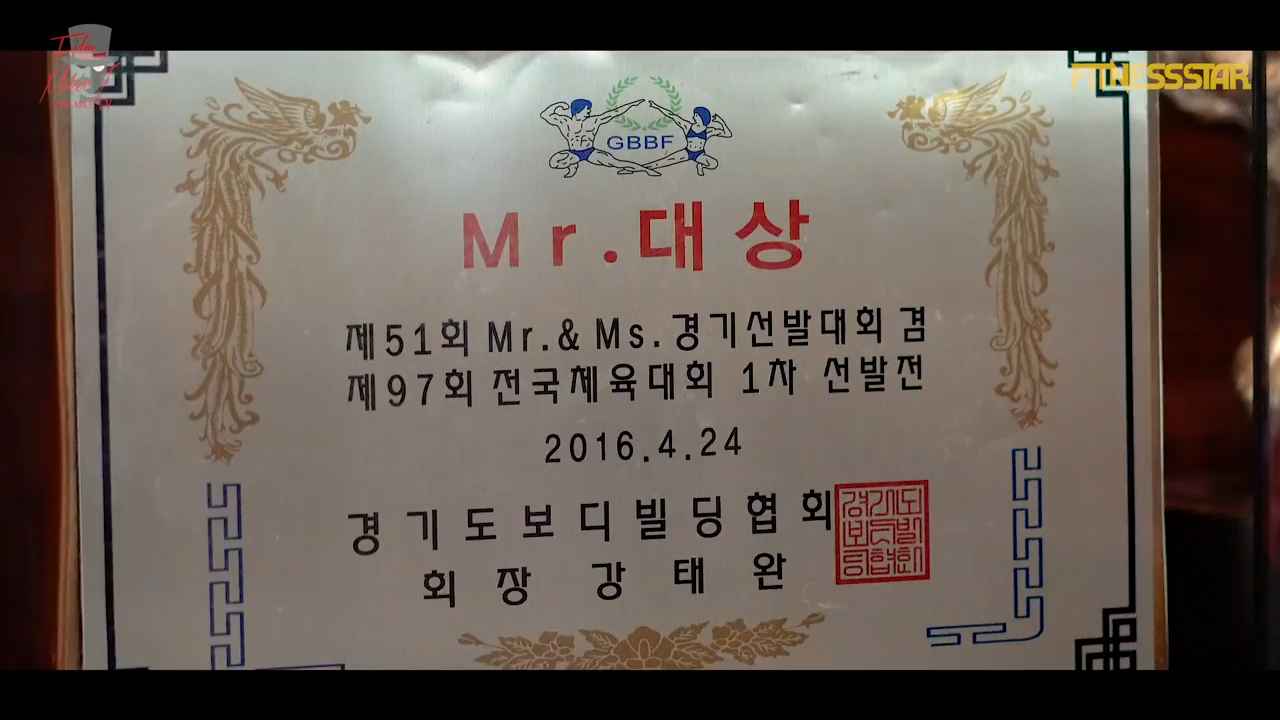 FITNESSSTAR
GBBF
Mr.대상
제51회 Mr.& Ms.경기선발대회 겸
제97회 전국체육대회 1차 선발전
2016.4.24
경기도보디빌딩협회
회장 강태완
경기도
보디빌
딩협회